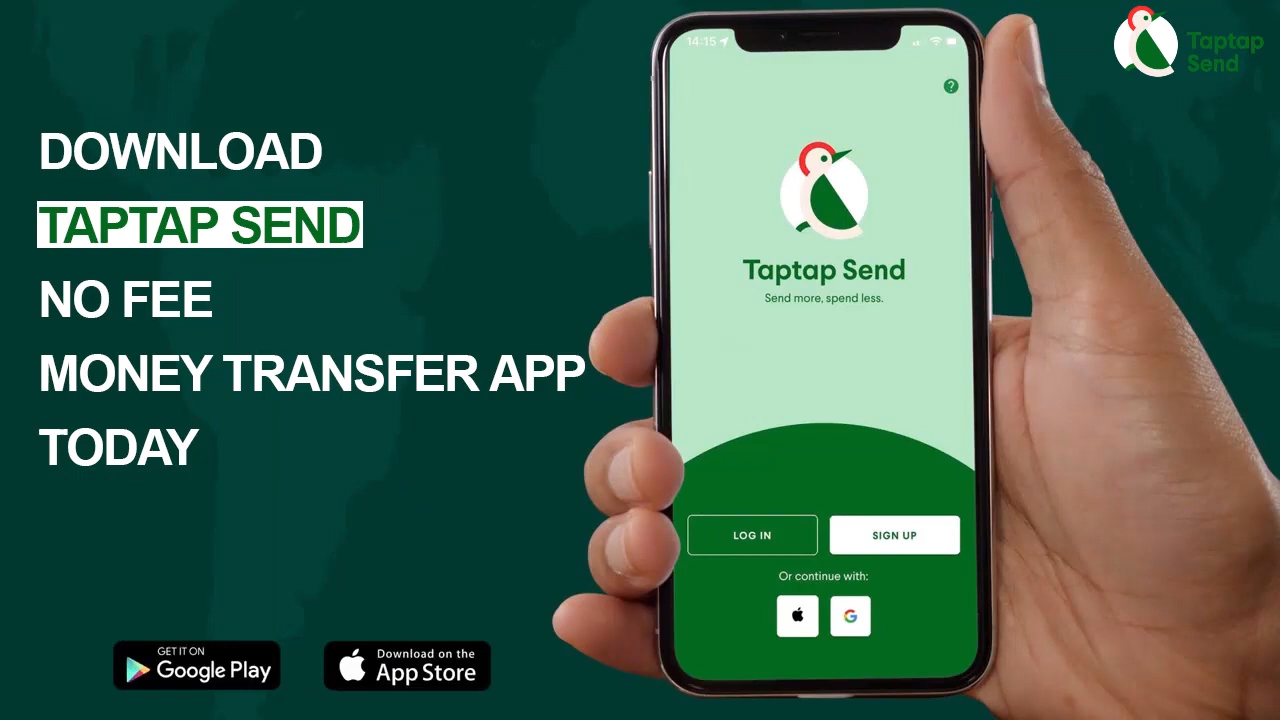 DOWNLOAD
TAPTAP SEND
NO FEE
MONEY TRANSFER APP
TODAY
GET IT ON
Google Play
Download on the
App Store
14:15
?
Taptap Send
Send more, spend less.
LOG IN
SIGN UP
Or continue with:
G
Taptap
Send